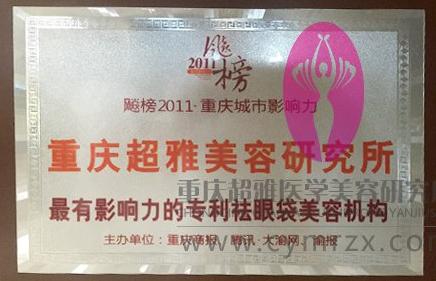 飚
2011
榜
飚榜2011·重庆城市影响力
重庆超雅美容研究所
最有影响力的专利祛眼袋美容机构
主办单位：重庆商报、腾讯·大渝网、渝报
重庆超雅医学美容研究
www.cymrzx.com